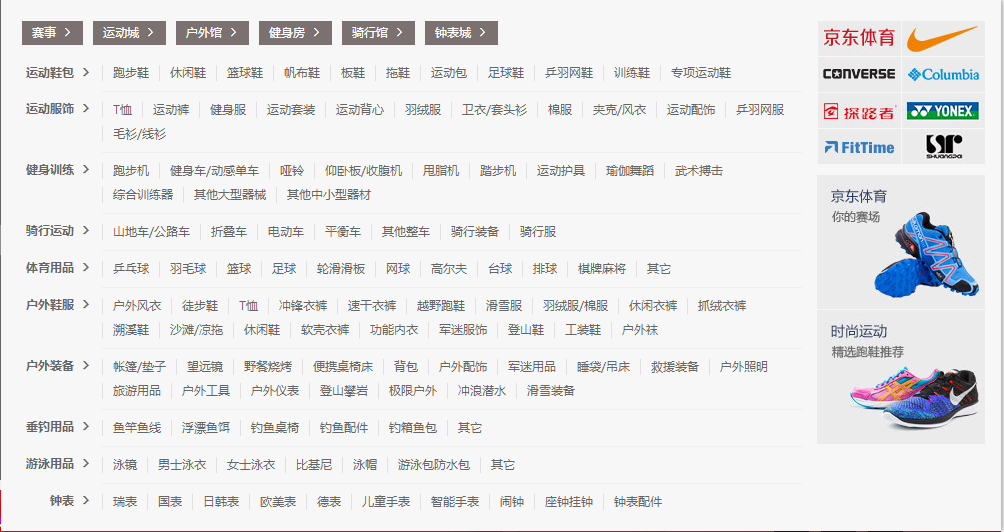 赛事 > 运动城 > 户外馆 > 健身房 > 骑行馆 > 钟表城 >
运动鞋包 > 跑步鞋 休闲鞋 篮球鞋 帆布鞋 板鞋 拖鞋 运动包 足球鞋 乒羽网鞋 训练鞋 专项运动鞋
运动服饰 > T恤 运动裤 健身服 运动套装 运动背心 羽绒服 卫衣/套头衫 棉服 夹克/风衣 运动配饰 乒羽网服
毛衫/线衫
健身训练 > 跑步机 健身车/动感单车 哑铃 仰卧板/收腹机 甩脂机 踏步机 运动护具 瑜伽舞蹈 武术搏击
综合训练器 其他大型器械 其他中小型器材
骑行运动 > 山地车/公路车 折叠车 电动车 平衡车 其他整车 骑行装备 骑行服
体育用品 > 乒乓球 羽毛球 篮球 足球 轮滑滑板 网球 高尔夫 台球 排球 棋牌麻将 其它
户外鞋服 > 户外风衣 徒步鞋 T恤 冲锋衣裤 速干衣裤 越野跑鞋 滑雪服 羽绒服/棉服 休闲衣裤 抓绒衣裤
溯溪鞋 沙滩/凉拖 休闲鞋 软壳衣裤 功能内衣 军迷服饰 登山鞋 工装鞋 户外袜
户外装备 > 帐篷/垫子 望远镜 野餐烧烤 便携桌椅床 背包 户外配饰 军迷用品 睡袋/吊床 救援装备 户外照明
旅游用品 户外工具 户外仪表 登山攀岩 极限户外 冲浪潜水 滑雪装备
垂钓用品 > 鱼竿鱼线 浮漂鱼饵 钓鱼桌椅 钓鱼配件 钓箱鱼包 其它
游泳用品 > 泳镜 男士泳衣 女士泳衣 比基尼 泳帽 游泳包防水包 其它
钟表 > 瑞表 国表 日韩表 欧美表 德表 儿童手表 智能手表 闹钟 座钟挂钟 钟表配件
京东体育
CONVERSE Columbia
探路者 YONEX
FitTime SHUANGPAI
京东体育
你的赛场
时尚运动
精选跑鞋推荐